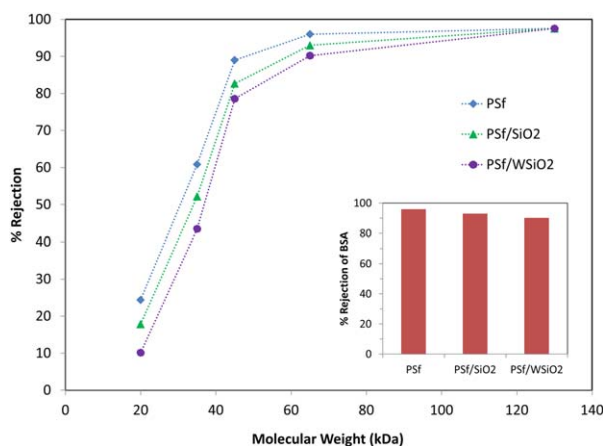 100
90
80
70
60
50
40
30
20
10
0
% Rejection
0 20 40 60 80 100 120 140
Molecular Weight (kDa)
PSf
PSf/SiO2
PSf/WSiO2
100
80
60
40
20
0
% Rejection of BSA
PSf PSf/SiO2 PSf/WSiO2